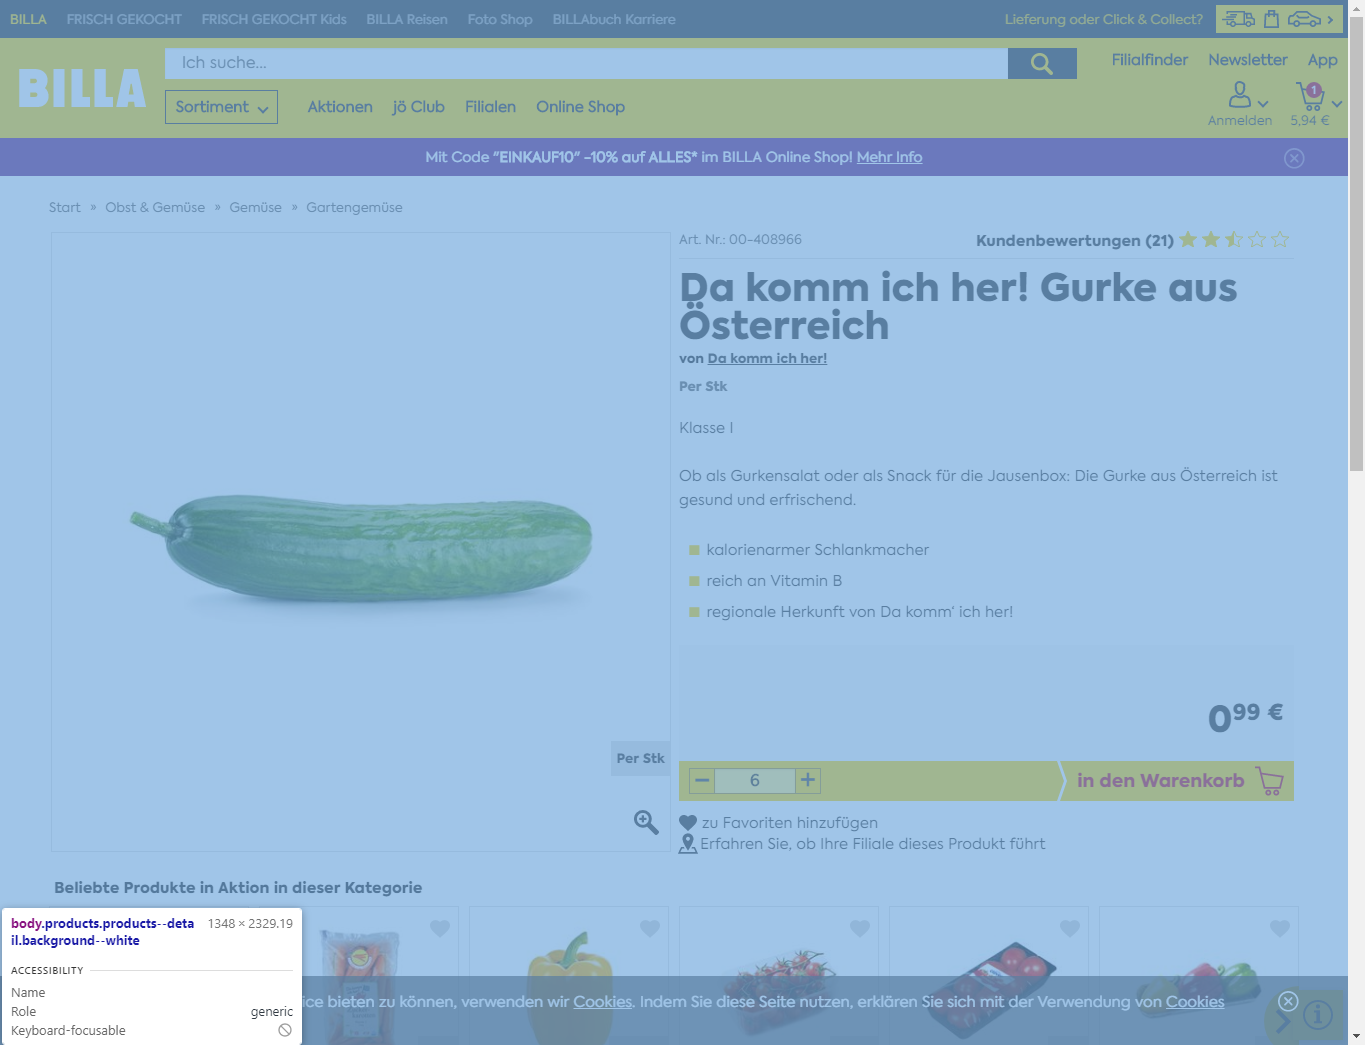 BILLA FRISCH GEKOCHT FRISCH GEKOCHT Kids BILLA Reisen Foto Shop BILLAbuch Karriere Lieferung oder Click & Collect?
BILLA
Ich suche...
Filialfinder Newsletter App
Sortiment Aktionen jö Club Filialen Online Shop
1
Anmelden 5,94 €
Mit Code "EINKAUF10" -10% auf ALLES* im BILLA Online Shop! Mehr Info
Start » Obst & Gemüse » Gemüse » Gartengemüse
Art. Nr.: 00-408966 Kundenbewertungen (21)
Da komm ich her! Gurke aus
Österreich
von Da komm ich her!
Per Stk
Klasse I
Ob als Gurkensalat oder als Snack für die Jausenbox: Die Gurke aus Österreich ist
gesund und erfrischend.
kalorienarmer Schlankmacher
reich an Vitamin B
regionale Herkunft von Da komm‘ ich her!
0 99 €
Per Stk
6 in den Warenkorb
zu Favoriten hinzufügen
Erfahren Sie, ob Ihre Filiale dieses Produkt führt
Beliebte Produkte in Aktion in dieser Kategorie
body.products.products--deta 1348 × 2329.19
il.background--white
ACCESSIBILITY
Name
Role generic
Keyboard-focusable
ice bieten zu können, verwenden wir Cookies. Indem Sie diese Seite nutzen, erklären Sie sich mit der Verwendung von Cookies